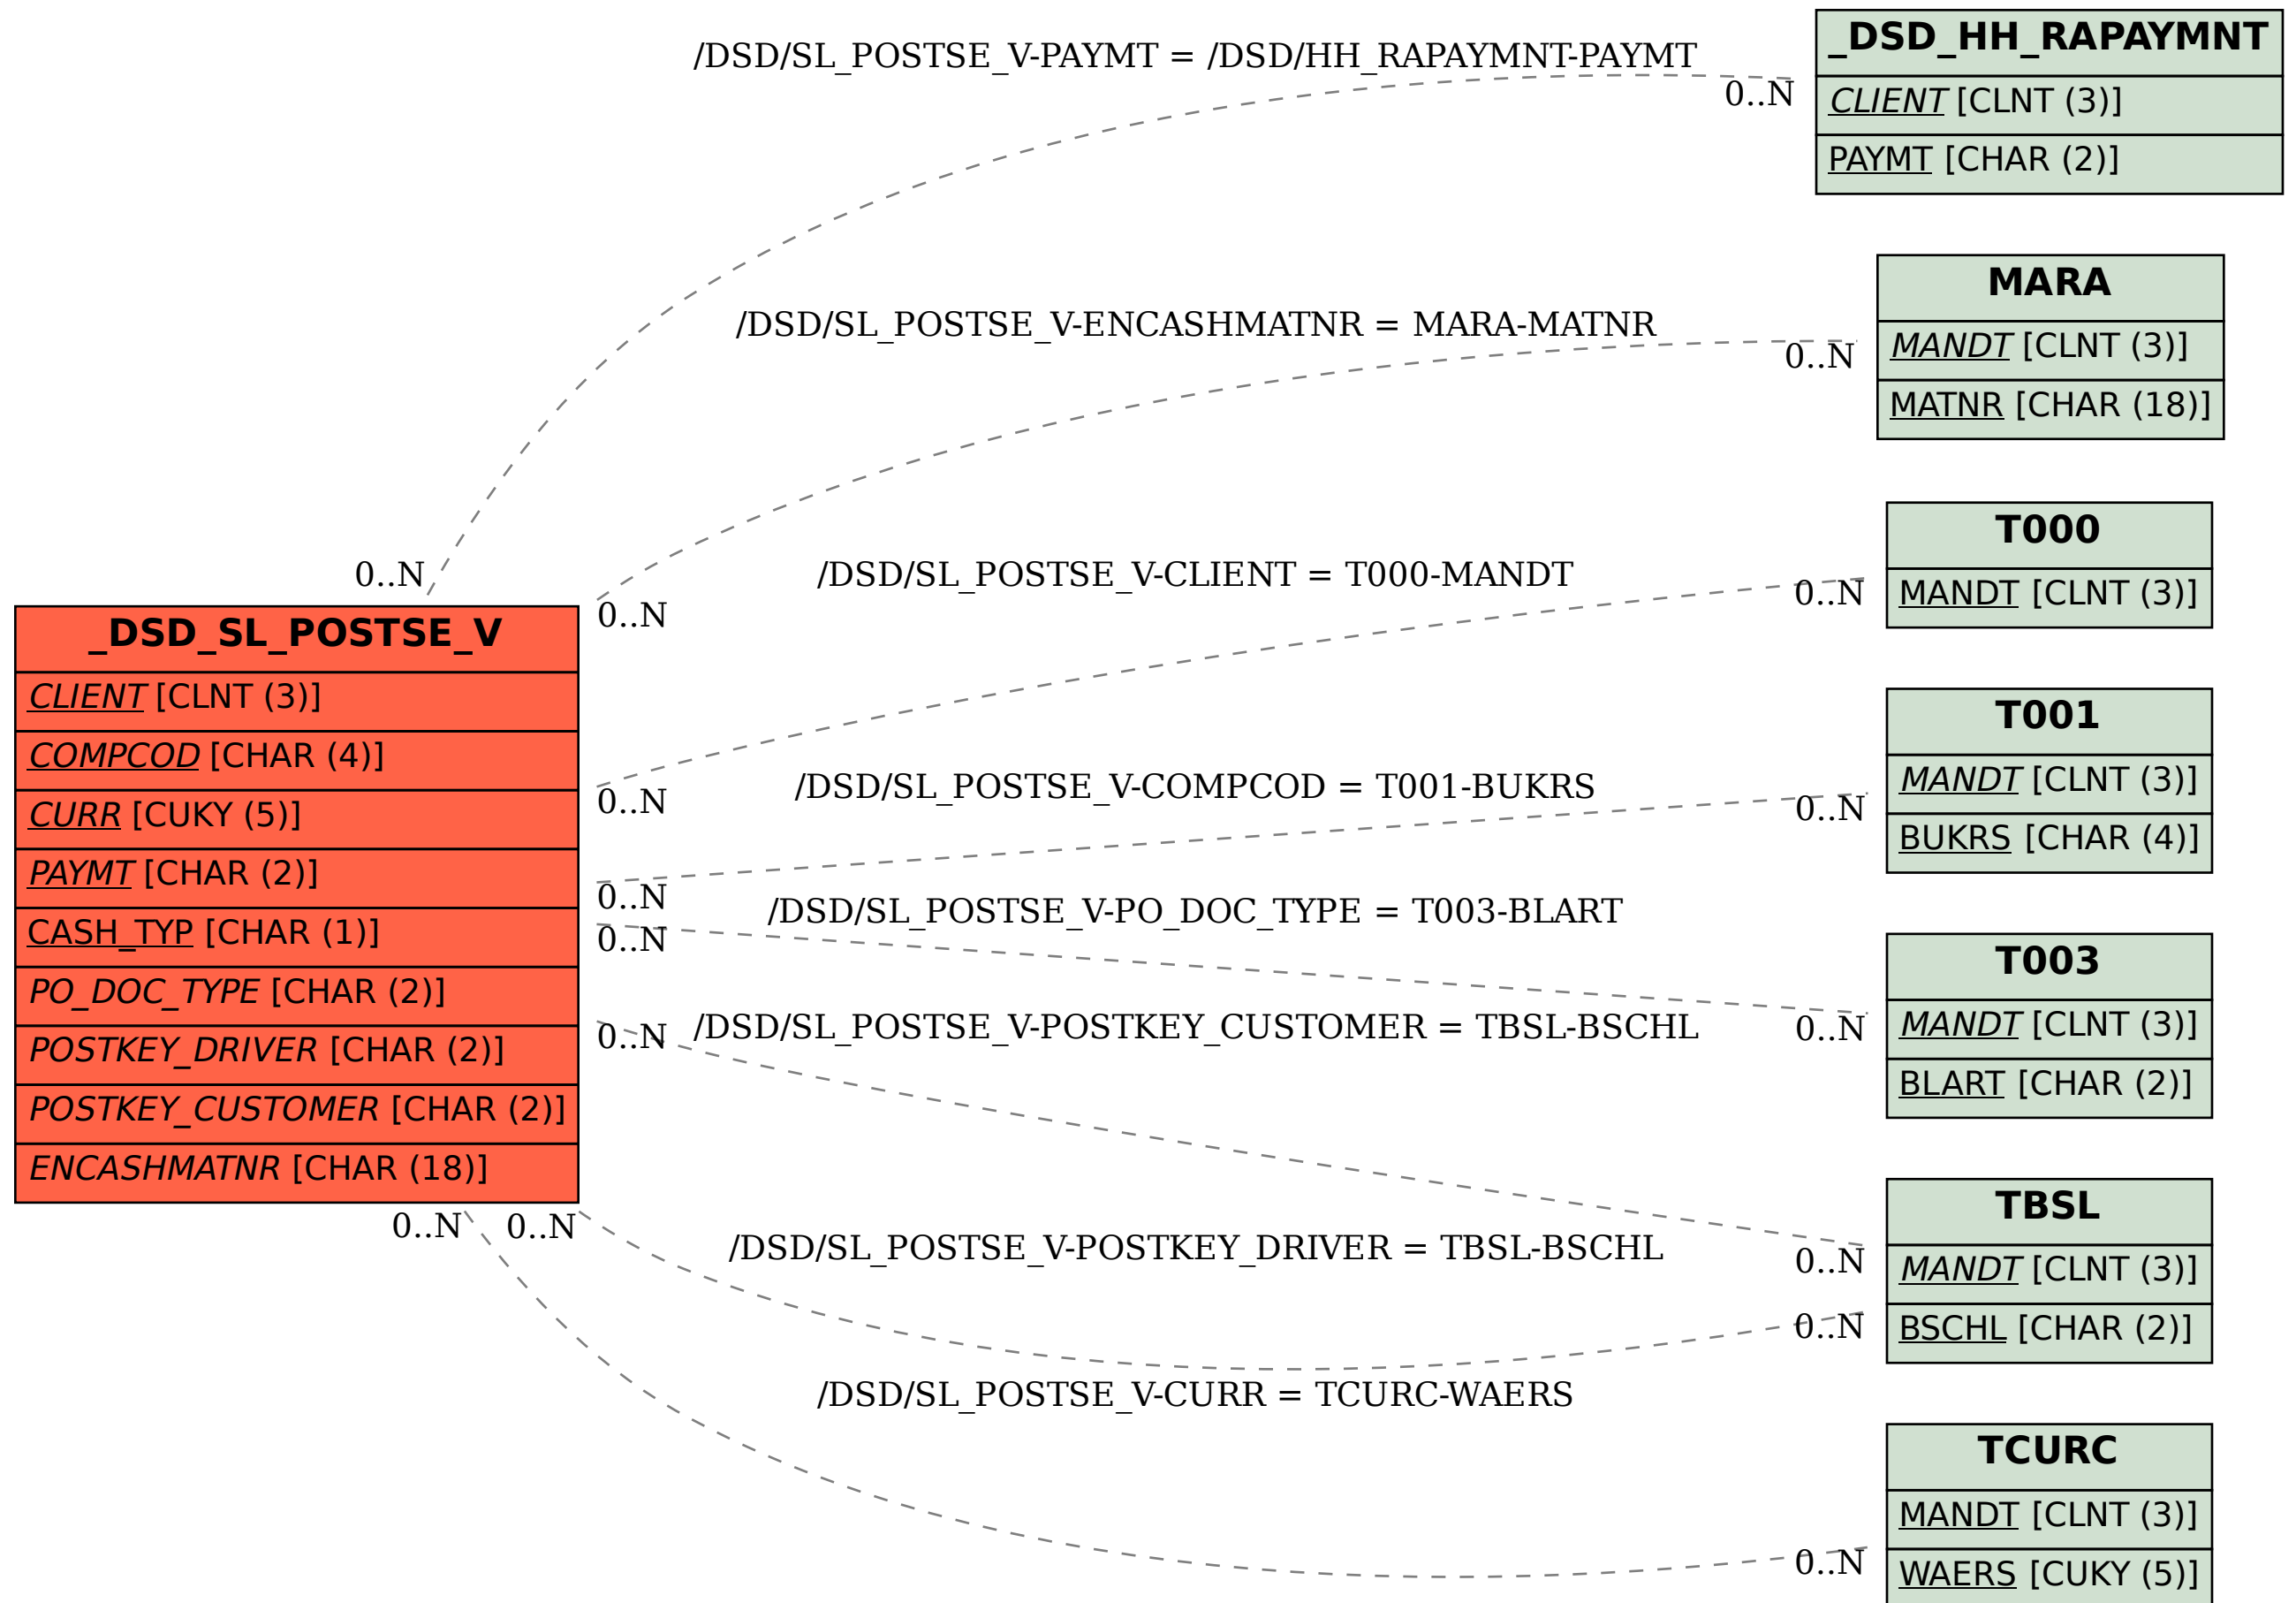 /DSD/SL_POSTSE_V-PAYMT = /DSD/HH_RAPAYMNT-PAYMT
0..N
0..N
_DSD_HH_RAPAYMNT
CLIENT [CLNT (3)]
PAYMT [CHAR (2)]
/DSD/SL_POSTSE_V-ENCASHMATNR = MARA-MATNR
0..N
0..N
MARA
MANDT [CLNT (3)]
MATNR [CHAR (18)]
/DSD/SL_POSTSE_V-CLIENT = T000-MANDT
0..N
0..N
T000
MANDT [CLNT (3)]
_DSD_SL_POSTSE_V
CLIENT [CLNT (3)]
COMPCOD [CHAR (4)]
CURR [CUKY (5)]
PAYMT [CHAR (2)]
CASH_TYP [CHAR (1)]
PO_DOC_TYPE [CHAR (2)]
POSTKEY_DRIVER [CHAR (2)]
POSTKEY_CUSTOMER [CHAR (2)]
ENCASHMATNR [CHAR (18)]
/DSD/SL_POSTSE_V-COMPCOD = T001-BUKRS
0..N
0..N
T001
MANDT [CLNT (3)]
BUKRS [CHAR (4)]
/DSD/SL_POSTSE_V-PO_DOC_TYPE = T003-BLART
0..N
0..N
T003
MANDT [CLNT (3)]
BLART [CHAR (2)]
/DSD/SL_POSTSE_V-POSTKEY_CUSTOMER = TBSL-BSCHL
0..N
0..N
/DSD/SL_POSTSE_V-POSTKEY_DRIVER = TBSL-BSCHL
0..N
0..N
TBSL
MANDT [CLNT (3)]
BSCHL [CHAR (2)]
/DSD/SL_POSTSE_V-CURR = TCURC-WAERS
0..N
0..N
TCURC
MANDT [CLNT (3)]
WAERS [CUKY (5)]